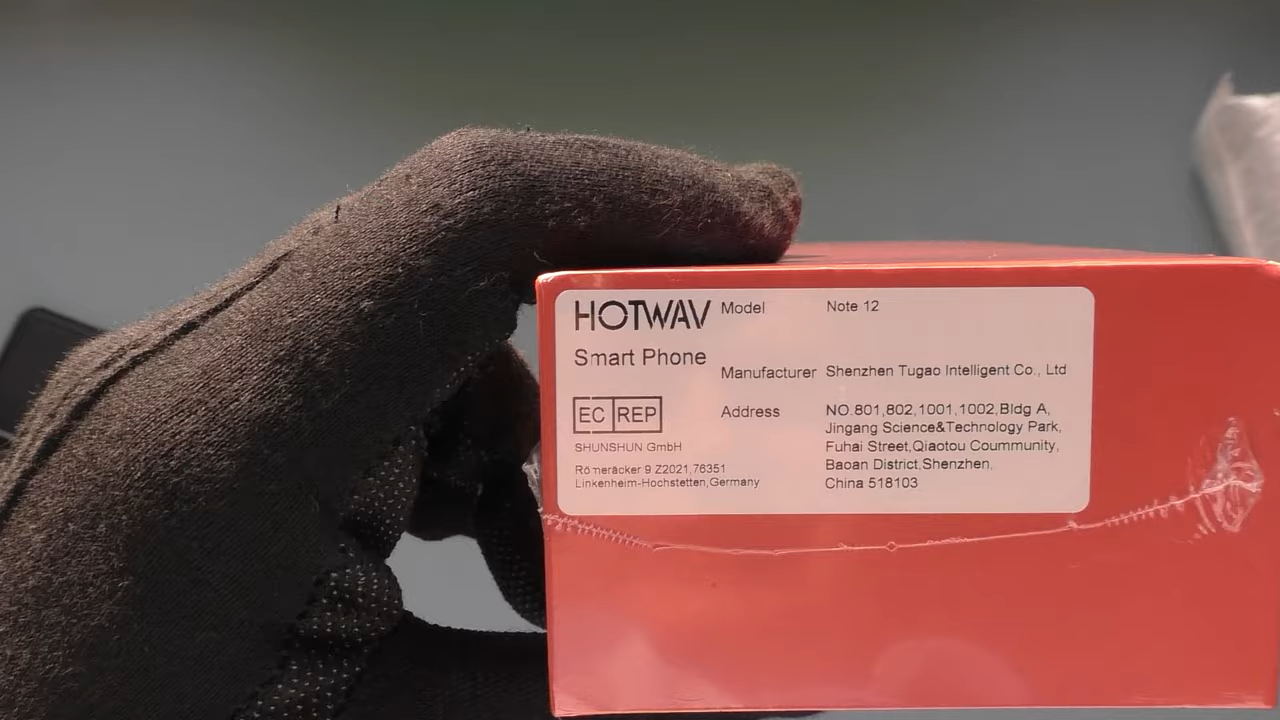 HOTWAV
Smart Phone
EC REP
SHUNSHUN GmbH
Römeräcker 9 Z2021,76351
Linkenheim-Hochstetten,Germany
Model Note 12
Manufacturer Shenzhen Tugao Intelligent Co., Ltd
Address NO.801,802,1001,1002,Bldg A,
Jingang Science&Technology Park,
Fuhai Street,Qiaotou Coummunity,
Baoan District,Shenzhen,
China 518103